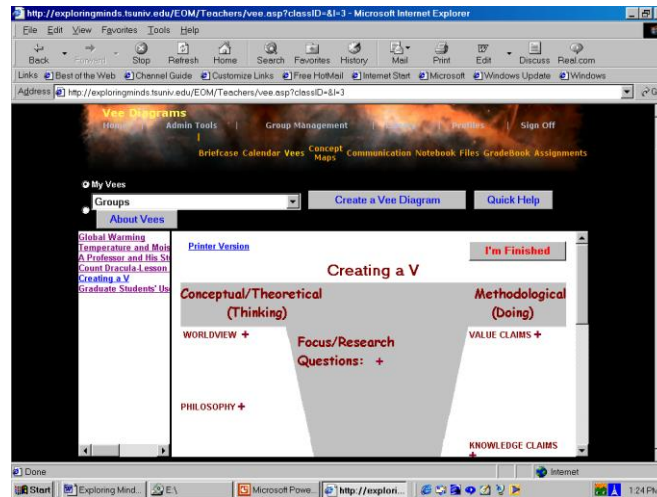 http://exploringminds.tsuniv.edu/EOM/Teachers/vee.asp?classID=&I=3 - Microsoft Internet Explorer
File Edit View Favorites Tools Help
Back Forward Stop Refresh Home Search Favorites History Mail Print Edit Discuss Real.com
Links Best of the Web Channel Guide Customize Links Free HotMail Internet Start Microsoft Windows Update Windows
Address http://exploringminds.tsuniv.edu/EOM/Teachers/vee.asp?classID=&I=3
Vee Diagrams
Admin Tools | Group Management | Profiles | Sign Off
Briefcase Calendar Vees Concept Maps Communication Notebook Files GradeBook Assignments
My Vees
Groups Create a Vee Diagram Quick Help
About Vees
Global Warming
Temperature and Mois
A Professor and His St
Count Dracula-Lesson
Creating a V
Graduate Students' Us
Printer Version I'm Finished
Creating a V
Conceptual/Theoretical
(Thinking)
Methodological
(Doing)
WORLDVIEW +
Focus/Research
Questions: +
VALUE CLAIMS +
PHILOSOPHY +
KNOWLEDGE CLAIMS
+
Done Internet
Start Exploring Mind... E:\ Microsoft Powe... http://explori... 1:24 PM